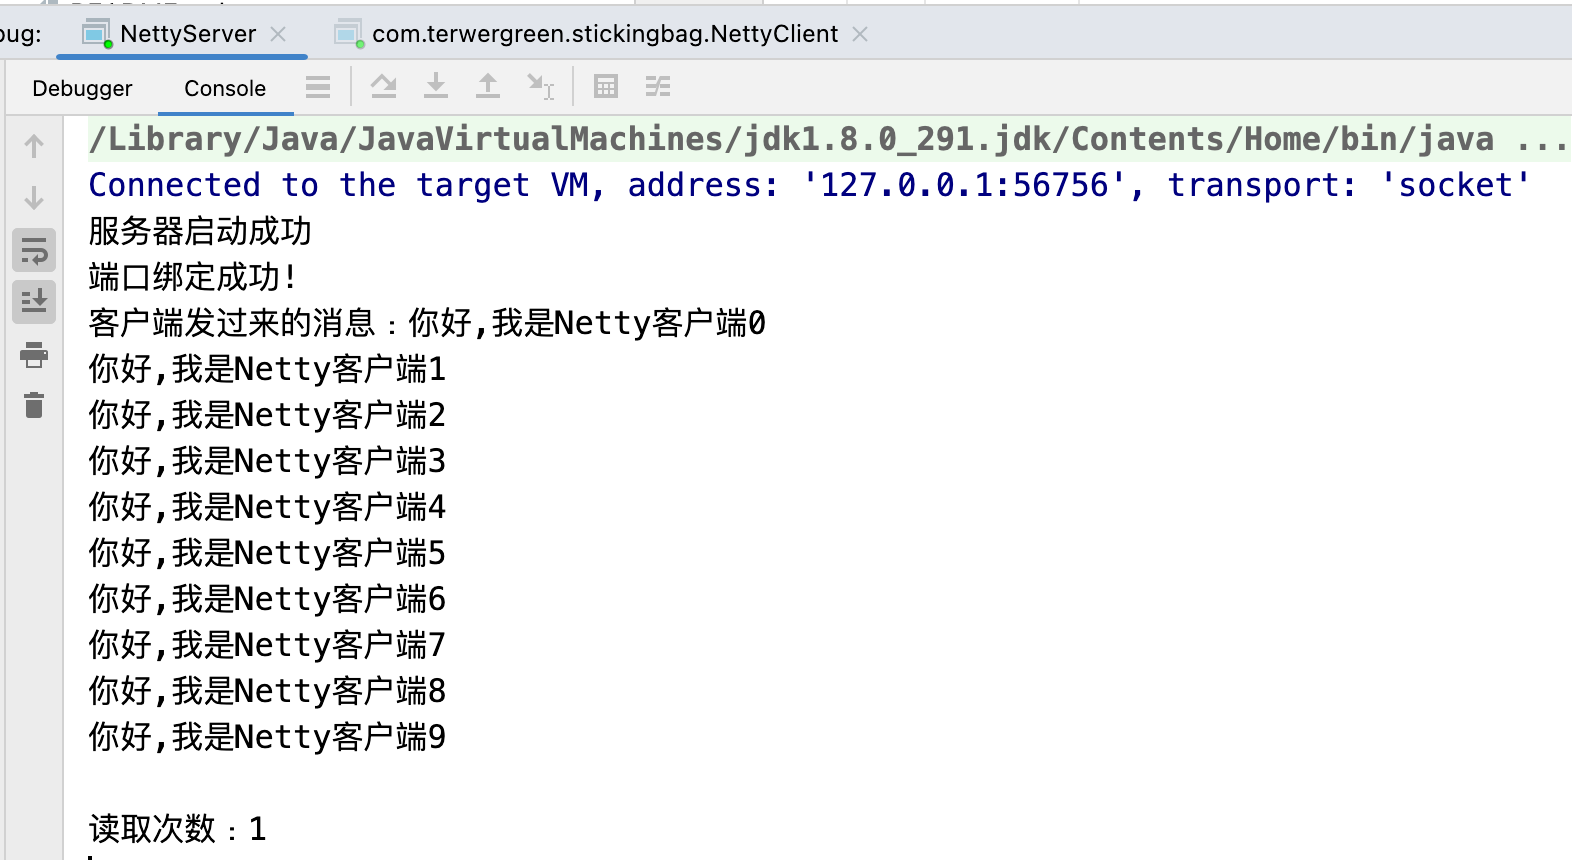 bug:
NettyServer
com.terwergreen.stickingbag.NettyClient
Debugger
Console
/Library/Java/JavaVirtualMachines/jdk1.8.0_291.jdk/Contents/Home/bin/java ...
Connected to the target VM, address: '127.0.0.1:56756', transport: 'socket'
服务器启动成功
端口绑定成功!
客户端发过来的消息：你好,我是Netty客户端0
你好,我是Netty客户端1
你好,我是Netty客户端2
你好,我是Netty客户端3
你好,我是Netty客户端4
你好,我是Netty客户端5
你好,我是Netty客户端6
你好,我是Netty客户端7
你好,我是Netty客户端8
你好,我是Netty客户端9
读取次数：1